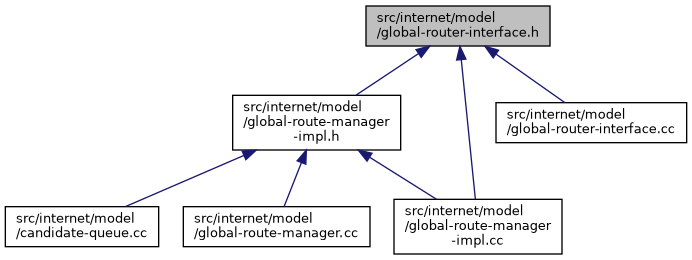 src/internet/model
/global-router-interface.h
src/internet/model
/global-route-manager
-impl.h
src/internet/model
/global-router-interface.cc
src/internet/model
/candidate-queue.cc
src/internet/model
/global-route-manager.cc
src/internet/model
/global-route-manager
-impl.cc